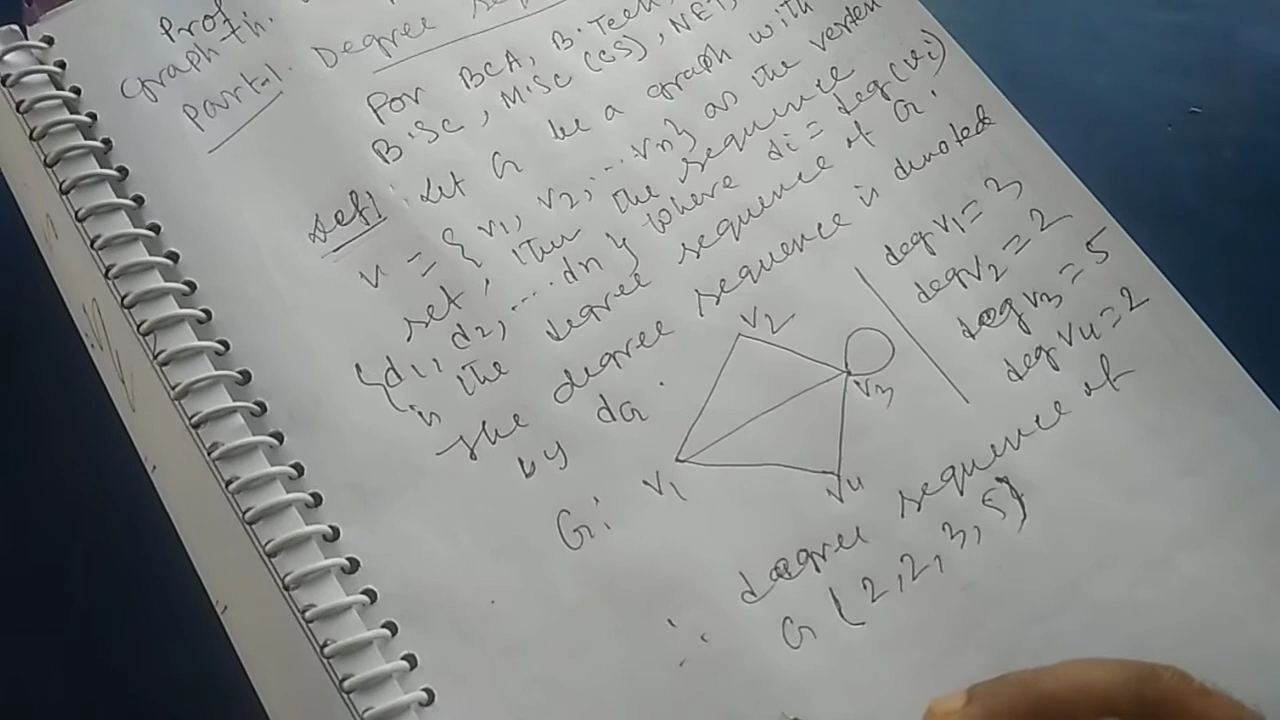 Prof.
Graph th.
Part-1. Degree
For BCA, B.Tech,
B.Sc, M.Sc (CS), NET,
Def1: Let G be a graph with
V = { v1, v2, ... vn} as the vertex
set, then the sequence
{d1, d2, ... dn} where di = deg(vi)
is the degree sequence of G.
The degree sequence is denoted
by dG.
deg v1 = 3
deg v2 = 2
deg v3 = 5
deg v4 = 2
G:
v1
v2
v3
v4
∴ degree sequence of
G (2, 2, 3, 5)